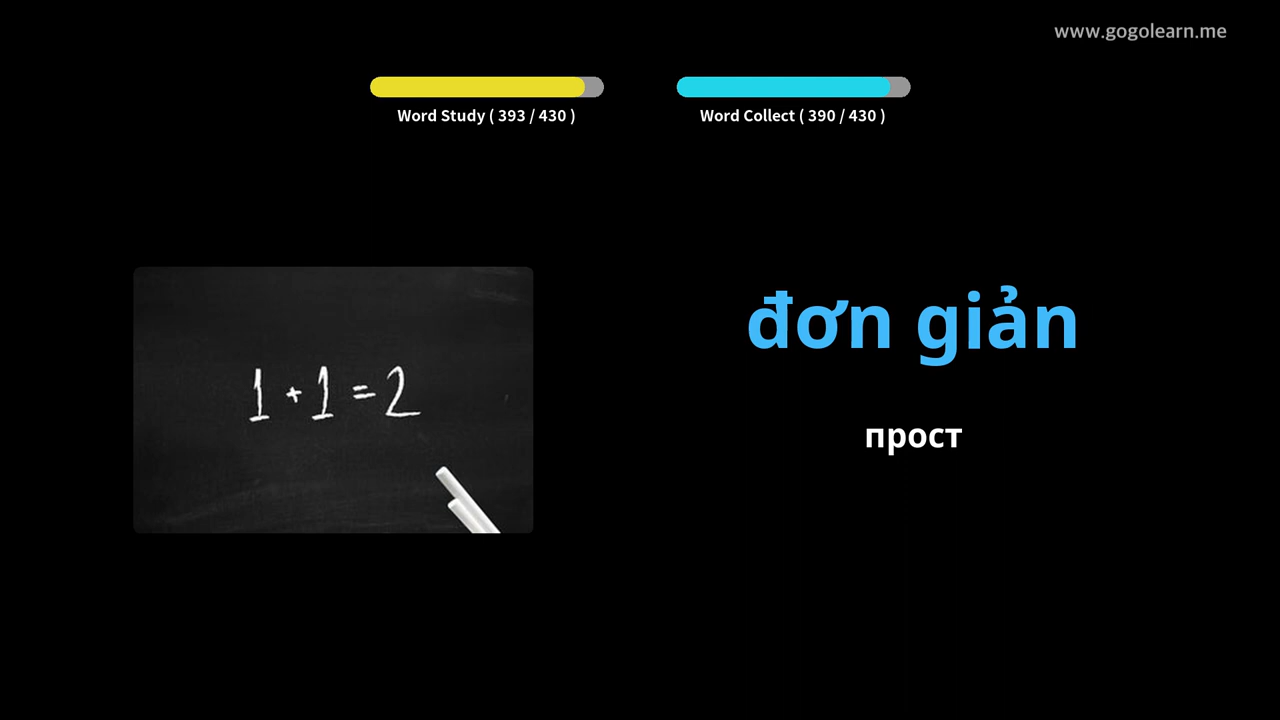 www.gogolearn.me
Word Study ( 393 / 430 )
Word Collect ( 390 / 430 )
1 + 1 = 2
đơn giản
прост